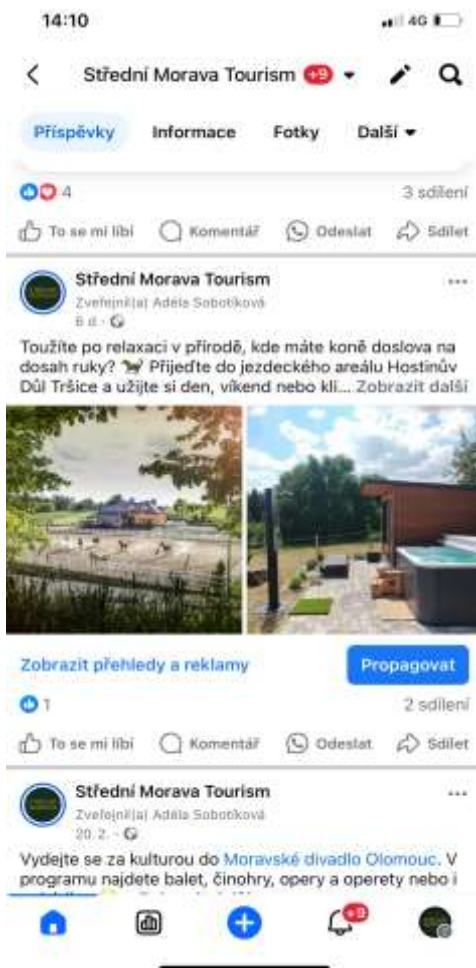 14:10
4G
Střední Morava Tourism +9
Příspěvky Informace Fotky Další
4 3 sdílení
To se mi líbí Komentář Odeslat Sdílet
Střední Morava Tourism
Zveřejnil(a) Adéla Sobotíková
6 d.
Toužíte po relaxaci v přírodě, kde máte koně doslova na
dosah ruky? 🐎 Přijeďte do jezdeckého areálu Hostinův
Důl Tršice a užijte si den, víkend nebo kli... Zobrazit další
Zobrazit přehledy a reklamy Propagovat
1 2 sdílení
To se mi líbí Komentář Odeslat Sdílet
Střední Morava Tourism
Zveřejnil(a) Adéla Sobotíková
20. 2.
Vydejte se za kulturou do Moravské divadlo Olomouc. V
programu najdete balet, činohry, opery a operety nebo i
+9